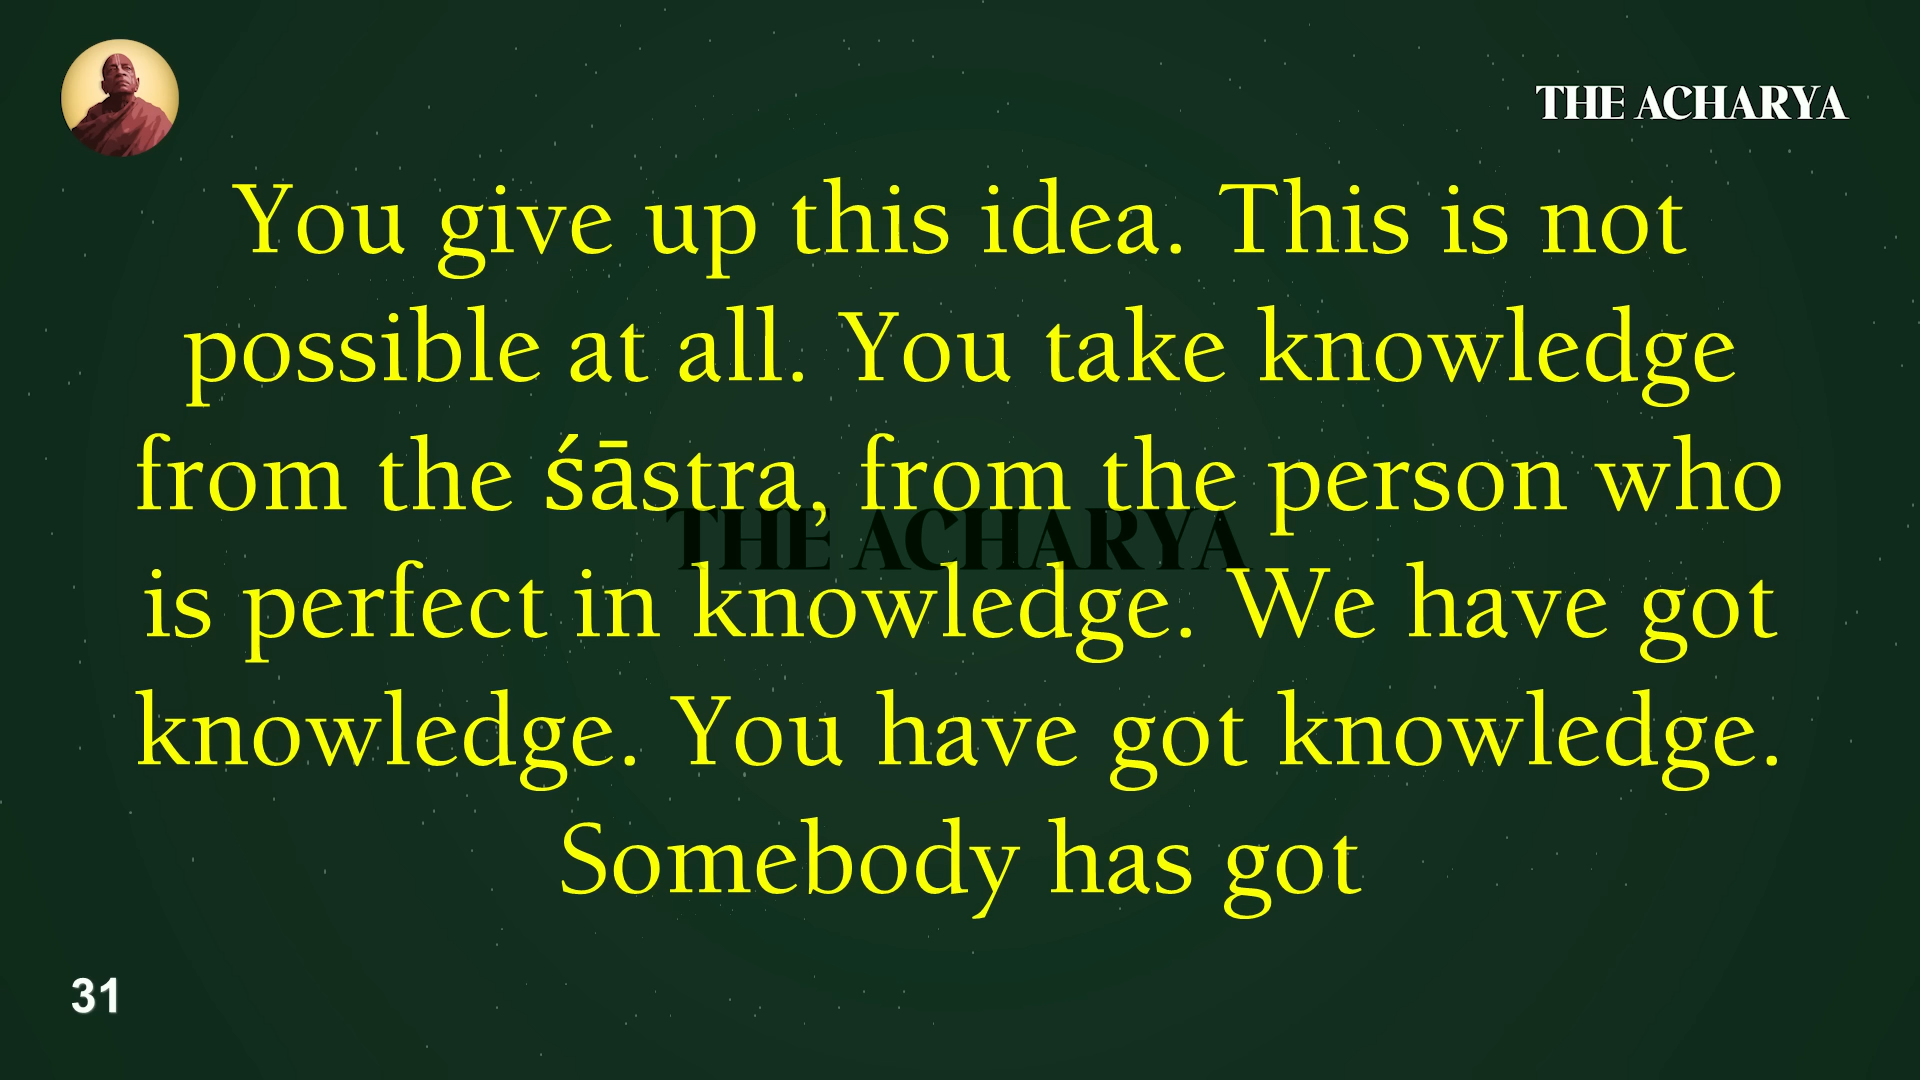 THE ACHARYA
You give up this idea. This is not
possible at all. You take knowledge
from the śāstra, from the person who
THE ACHARYA
is perfect in knowledge. We have got
knowledge. You have got knowledge.
Somebody has got
31